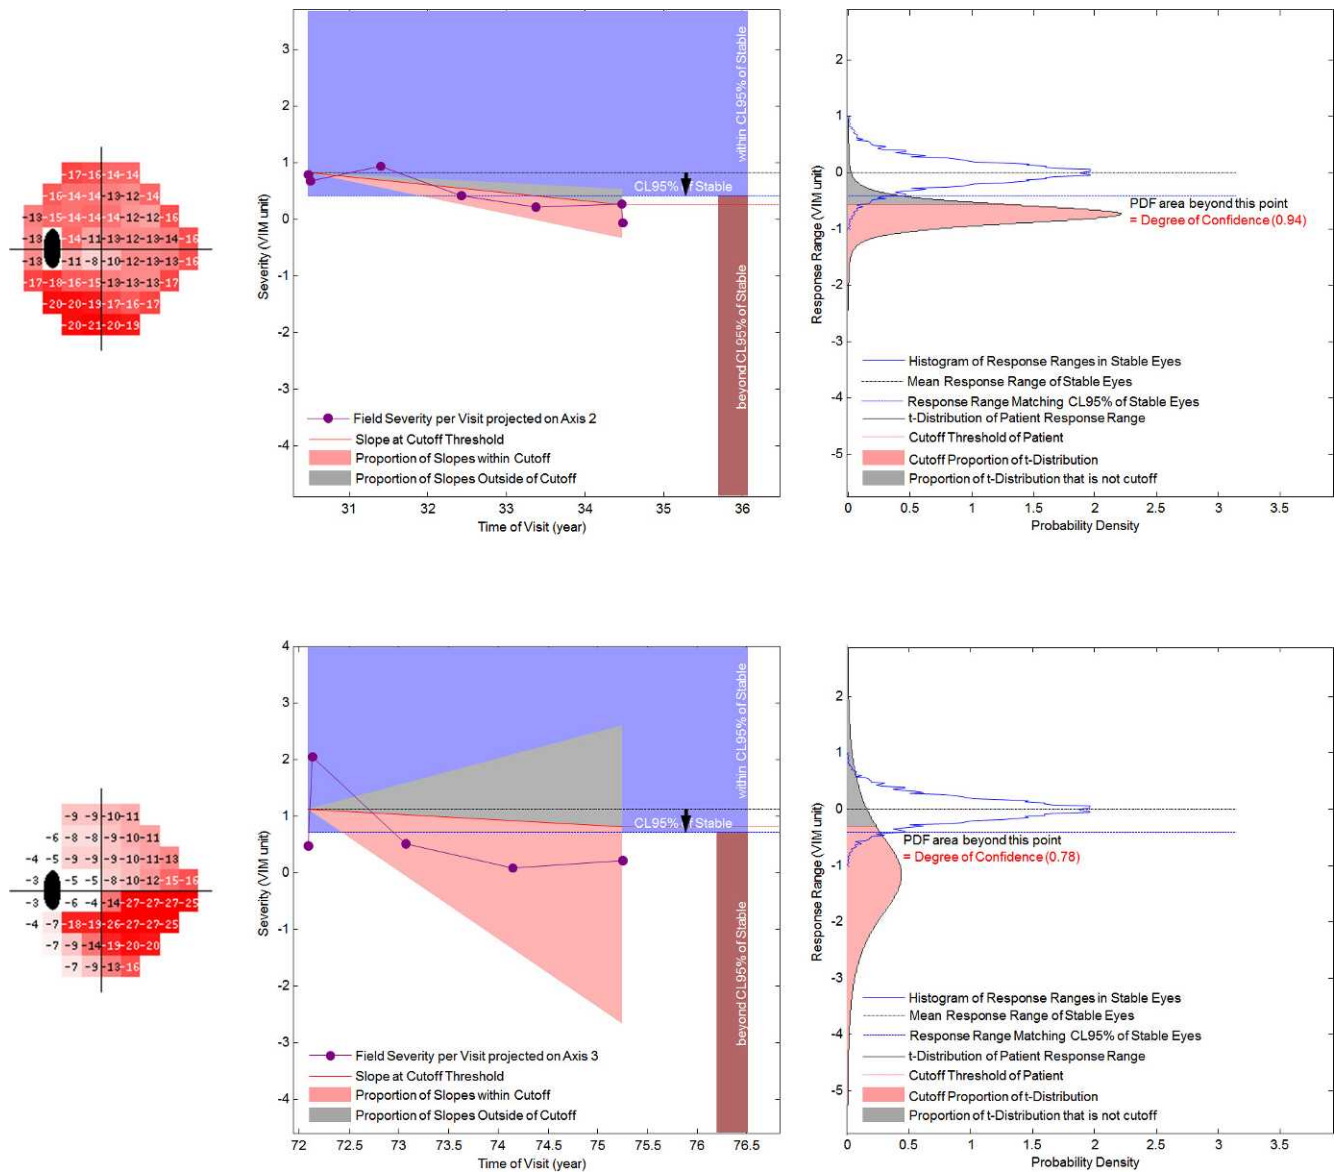 -17-16-14-14
-16-14-14-13-12-14
-13-15-14-14-14-12-12-16
-13 -14-11-13-12-13-14-16
-13 -11 -8 -10-12-13-13-16
-17-18-16-15-13-13-13-17
-20-20-19-17-16-17
-20-21-20-19
3
2
1
0
-1
-2
-3
-4
Severity (VIM unit)
within CL95% of Stable
CL95% of Stable
beyond CL95% of Stable
Field Severity per Visit projected on Axis 2
Slope at Cutoff Threshold
Proportion of Slopes within Cutoff
Proportion of Slopes Outside of Cutoff
31 32 33 34 35 36
Time of Visit (year)
2
1
0
-1
-2
-3
-4
-5
Response Range (VIM unit)
PDF area beyond this point
= Degree of Confidence (0.94)
Histogram of Response Ranges in Stable Eyes
Mean Response Range of Stable Eyes
Response Range Matching CL95% of Stable Eyes
t-Distribution of Patient Response Range
Cutoff Threshold of Patient
Cutoff Proportion of t-Distribution
Proportion of t-Distribution that is not cutoff
0 0.5 1 1.5 2 2.5 3 3.5
Probability Density
-9 -9 -10-11
-6 -8 -8 -9 -10-11
-4 -5 -9 -9 -9 -10-11-13
-3 -5 -5 -8 -10-12-15-16
-3 -6 -4 -14-27-27-27-25
-4 -7 -18-19-26-27-27-25
-7 -9 -14-19-20-20
-7 -9 -13-16
4
3
2
1
0
-1
-2
-3
-4
Severity (VIM unit)
within CL95% of Stable
CL95% of Stable
beyond CL95% of Stable
Field Severity per Visit projected on Axis 3
Slope at Cutoff Threshold
Proportion of Slopes within Cutoff
Proportion of Slopes Outside of Cutoff
72 72.5 73 73.5 74 74.5 75 75.5 76 76.5
Time of Visit (year)
2
1
0
-1
-2
-3
-4
-5
Response Range (VIM unit)
PDF area beyond this point
= Degree of Confidence (0.78)
Histogram of Response Ranges in Stable Eyes
Mean Response Range of Stable Eyes
Response Range Matching CL95% of Stable Eyes
t-Distribution of Patient Response Range
Cutoff Threshold of Patient
Cutoff Proportion of t-Distribution
Proportion of t-Distribution that is not cutoff
0 0.5 1 1.5 2 2.5 3 3.5
Probability Density